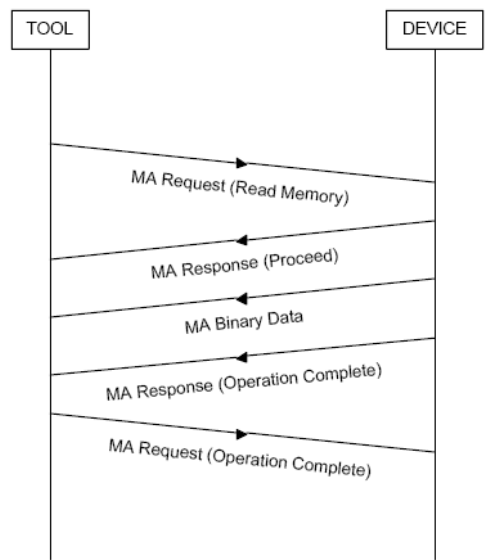 TOOL
DEVICE
MA Request (Read Memory)
MA Response (Proceed)
MA Binary Data
MA Response (Operation Complete)
MA Request (Operation Complete)